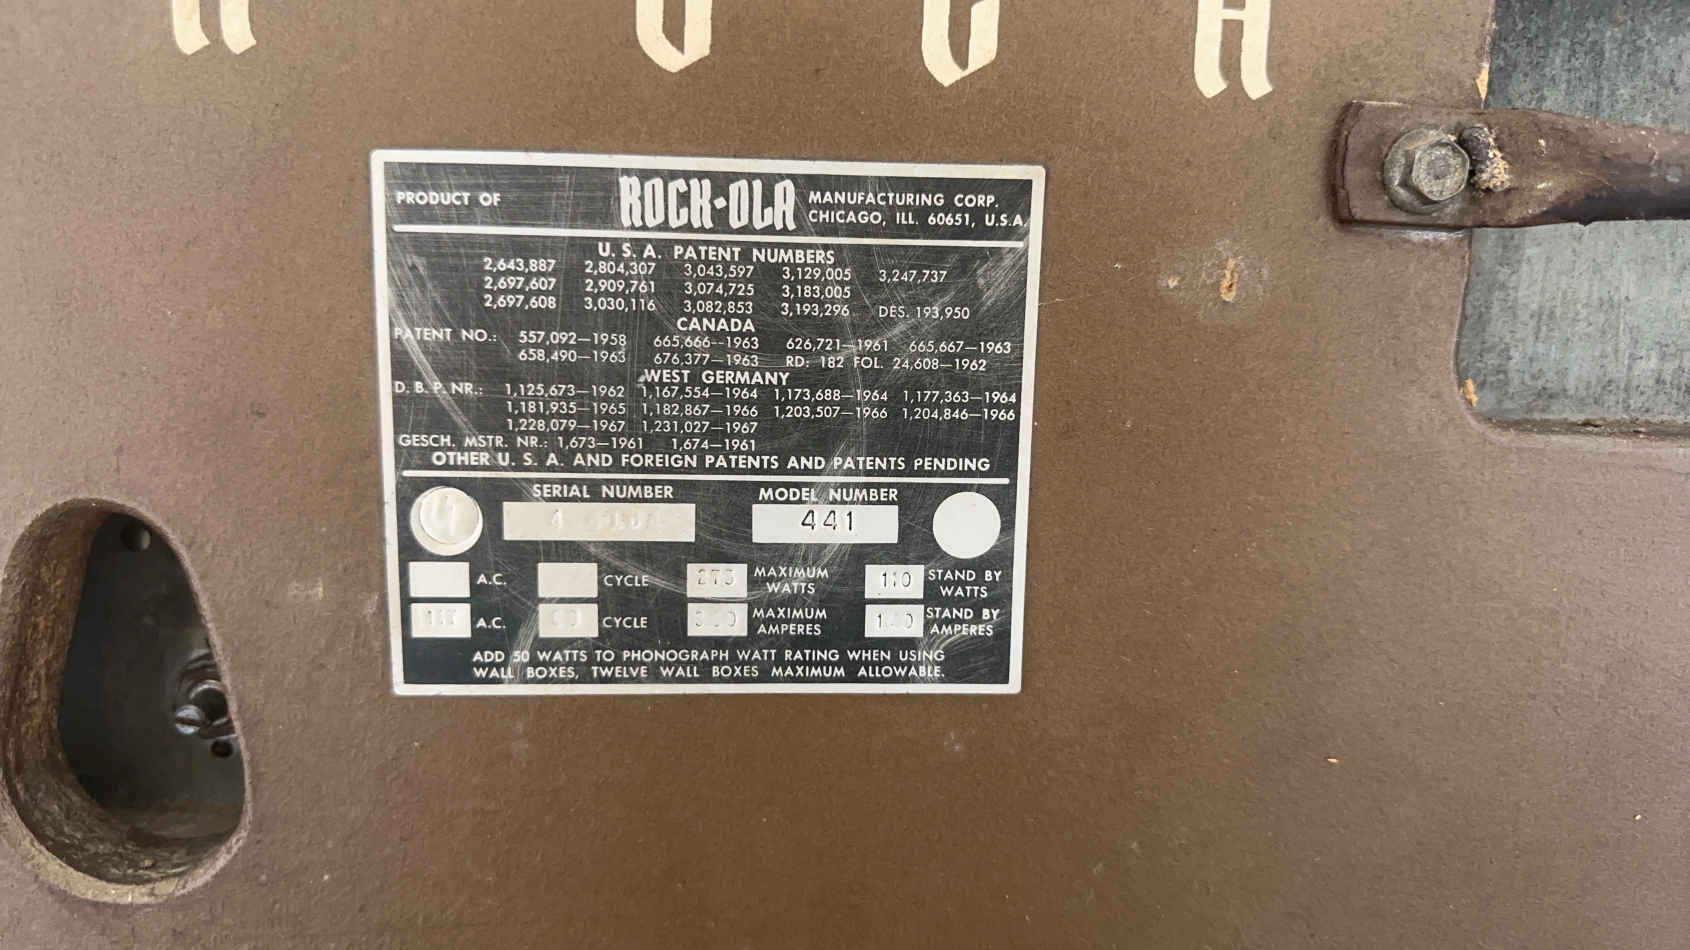 PRODUCT OF ROCK-OLA MANUFACTURING CORP.
CHICAGO, ILL. 60651, U.S.A.
U. S. A. PATENT NUMBERS
2,643,887 2,804,307 3,043,597 3,129,005 3,247,737
2,697,607 2,909,761 3,074,725 3,183,005
2,697,608 3,030,116 3,082,853 3,193,296 DES. 193,950
CANADA
PATENT NO.: 557,092—1958 665,666--1963 626,721—1961 665,667—1963
658,490—1963 676,377—1963 RD: 182 FOL. 24,608—1962
WEST GERMANY
D. B. P. NR.: 1,125,673—1962 1,167,554—1964 1,173,688—1964 1,177,363—1964
1,181,935—1965 1,182,867—1966 1,203,507—1966 1,204,846—1966
1,228,079—1967 1,231,027—1967
GESCH. MSTR. NR.: 1,673—1961 1,674—1961
OTHER U. S. A. AND FOREIGN PATENTS AND PATENTS PENDING
SERIAL NUMBER MODEL NUMBER
441
A.C. CYCLE 275 MAXIMUM WATTS 110 STAND BY WATTS
A.C. 60 CYCLE MAXIMUM AMPERES STAND BY AMPERES
ADD 50 WATTS TO PHONOGRAPH WATT RATING WHEN USING
WALL BOXES, TWELVE WALL BOXES MAXIMUM ALLOWABLE.